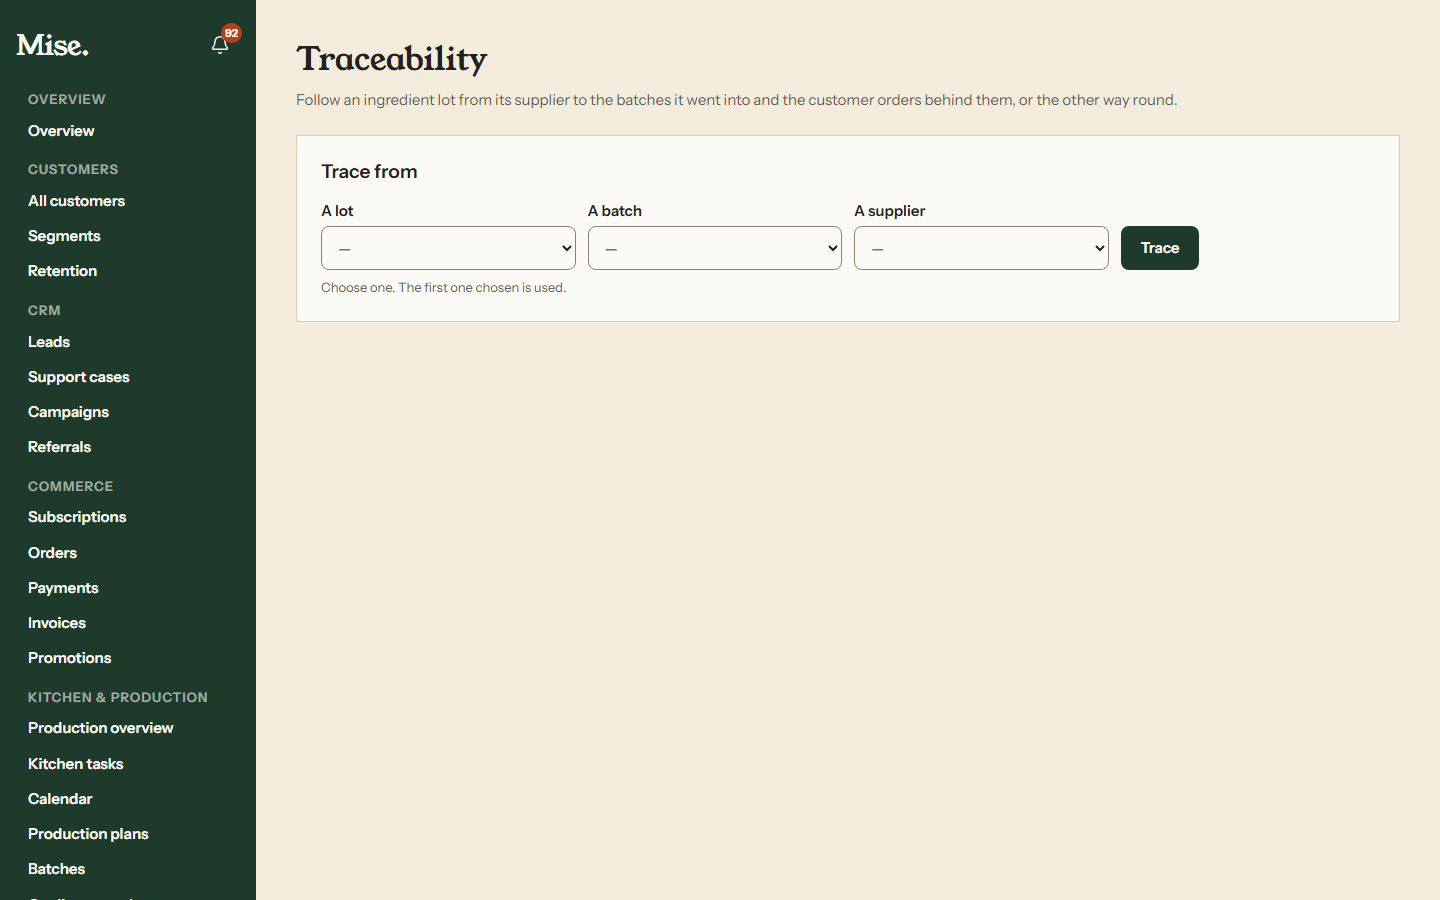 Mise.
92
OVERVIEW
Overview
CUSTOMERS
All customers
Segments
Retention
CRM
Leads
Support cases
Campaigns
Referrals
COMMERCE
Subscriptions
Orders
Payments
Invoices
Promotions
KITCHEN & PRODUCTION
Production overview
Kitchen tasks
Calendar
Production plans
Batches
Traceability
Follow an ingredient lot from its supplier to the batches it went into and the customer orders behind them, or the other way round.
Trace from
A lot
A batch
A supplier
—
—
—
Trace
Choose one. The first one chosen is used.